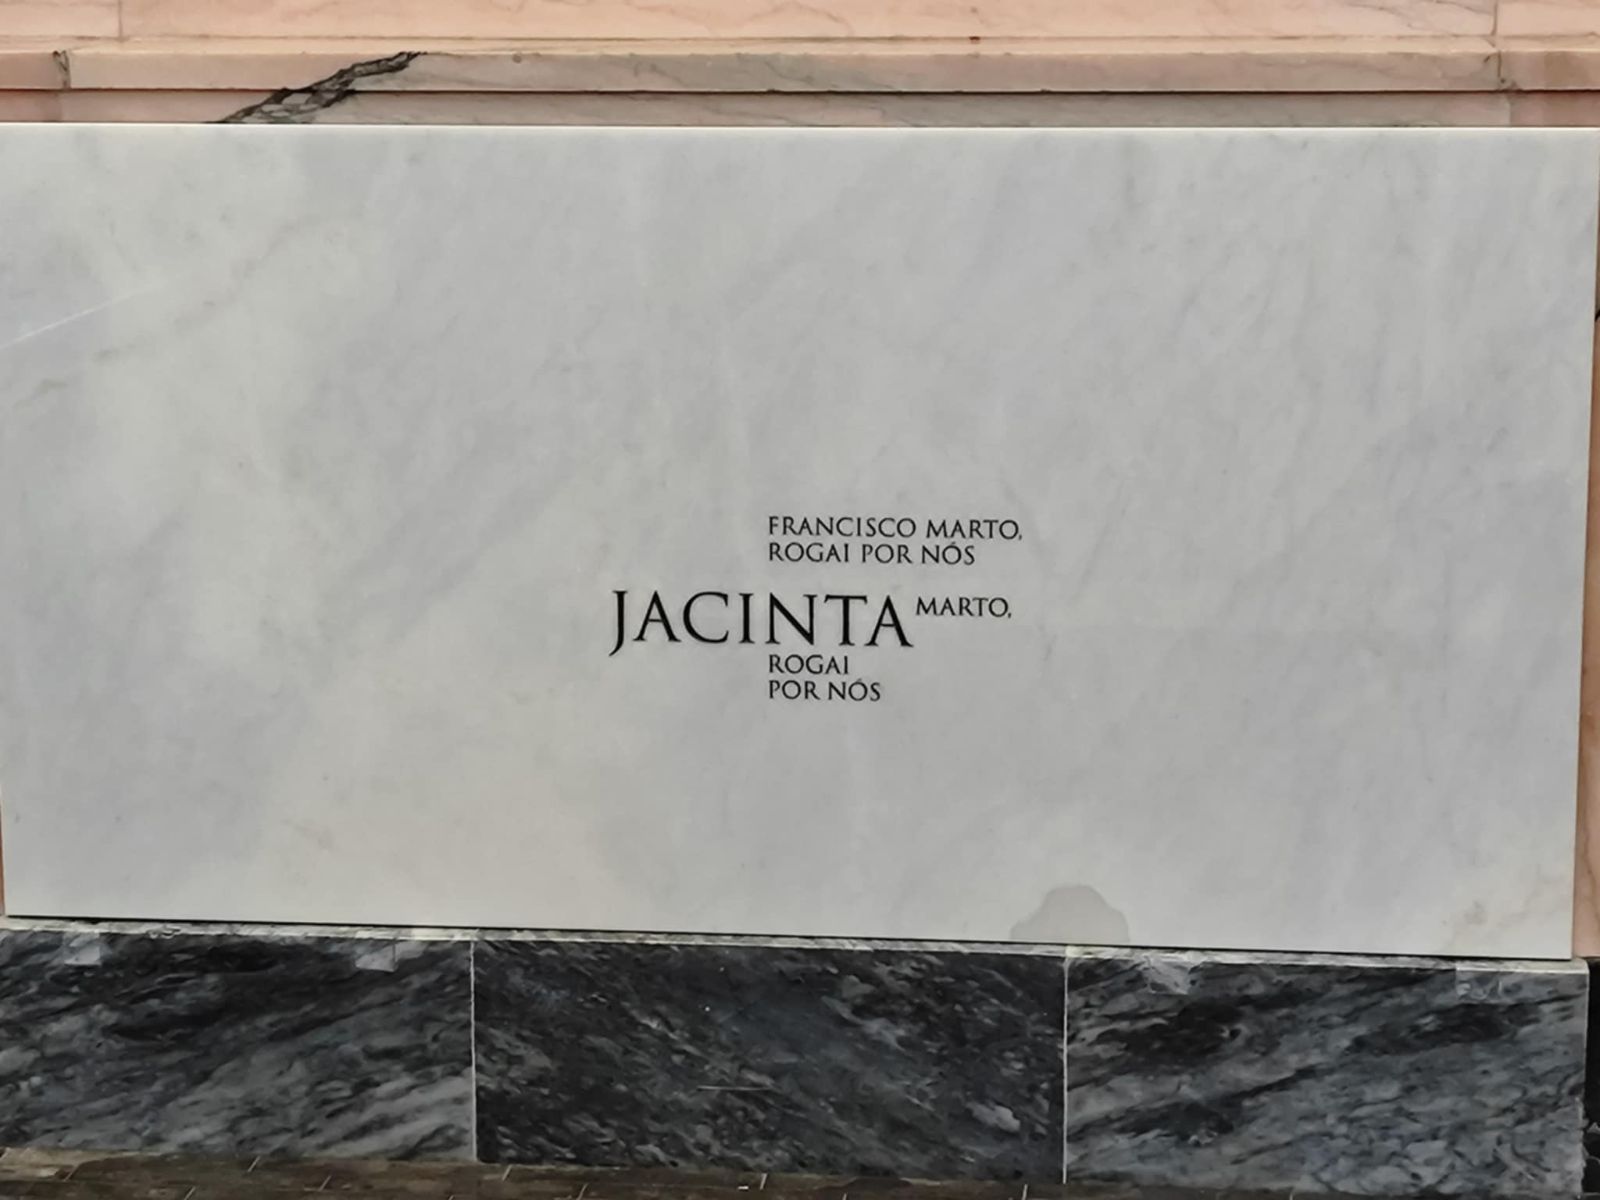 FRANCISCO MARTO,
ROGAI POR NÓS
JACINTA MARTO,
ROGAI
POR NÓS